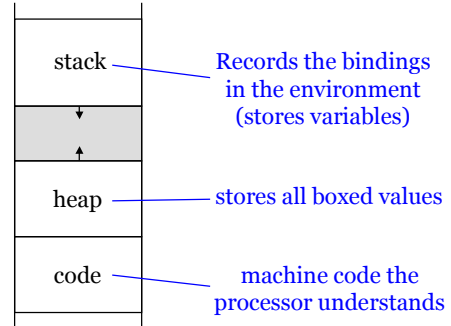 stack
Records the bindings
in the environment
(stores variables)
heap
stores all boxed values
code
machine code the
processor understands